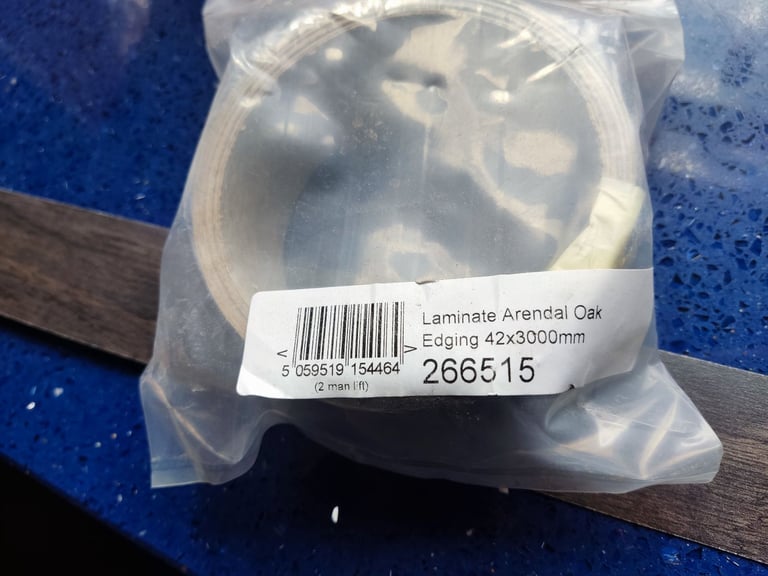 Laminate Arendal Oak
Edging 42x3000mm
266515
< 5 059519 154464 >
(2 man lift)